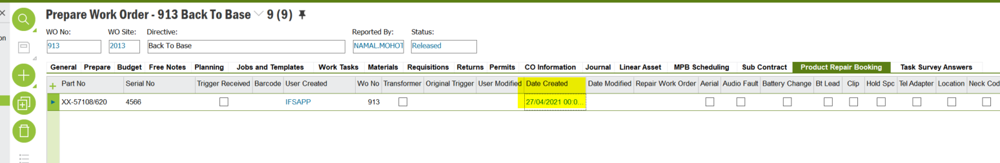 Prepare Work Order - 913 Back To Base 9 (9)
WO No: WO Site: Directive: Reported By: Status:
913 2013 Back To Base NAMAL.MOHOT Released
General Prepare Budget Free Notes Planning Jobs and Templates Work Tasks Materials Requisitions Returns Permits CO Information Journal Linear Asset MPB Scheduling Sub Contract Product Repair Booking Task Survey Answers
Part No Serial No Trigger Received Barcode User Created Wo No Transformer Original Trigger User Modified Date Created Date Modified Repair Work Order Aerial Audio Fault Battery Change Bt Lead Clip Hold Spc Tel Adapter Location Neck Cod
XX-57108/620 4566 IFSAPP 913 27/04/2021 00:0...
on